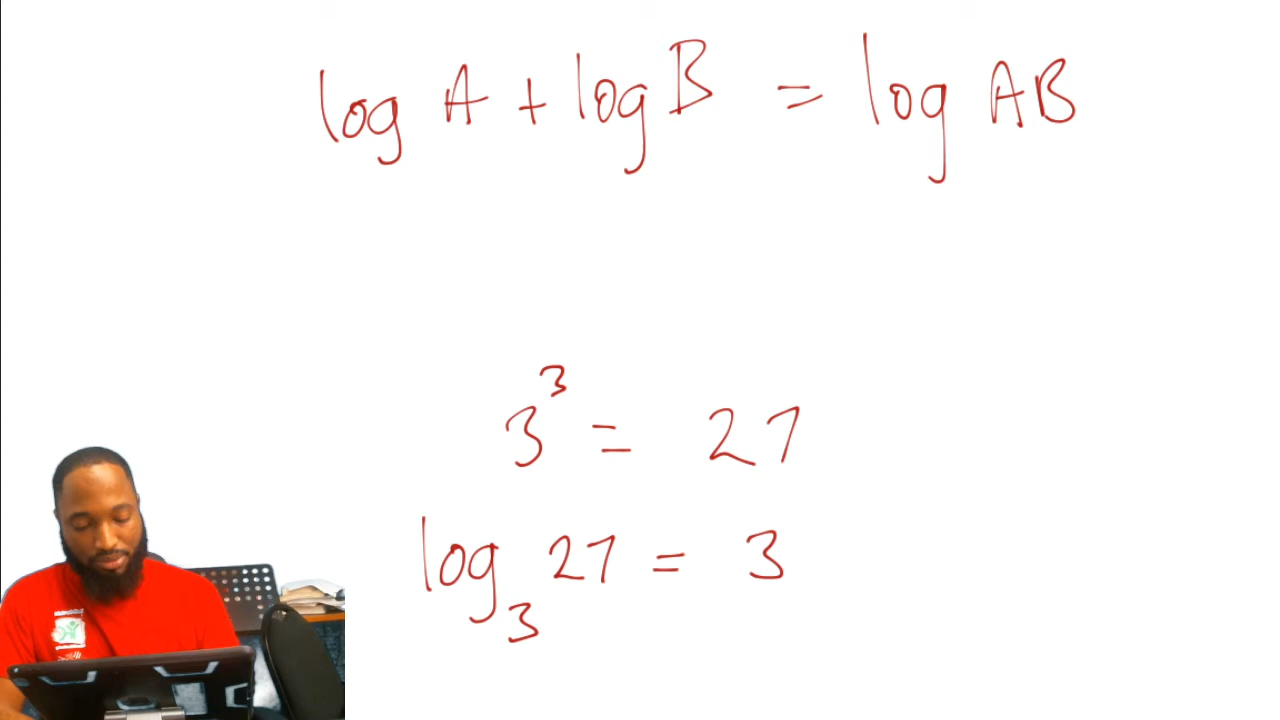 log A + log B = log AB
3³ = 27
log₃ 27 = 3